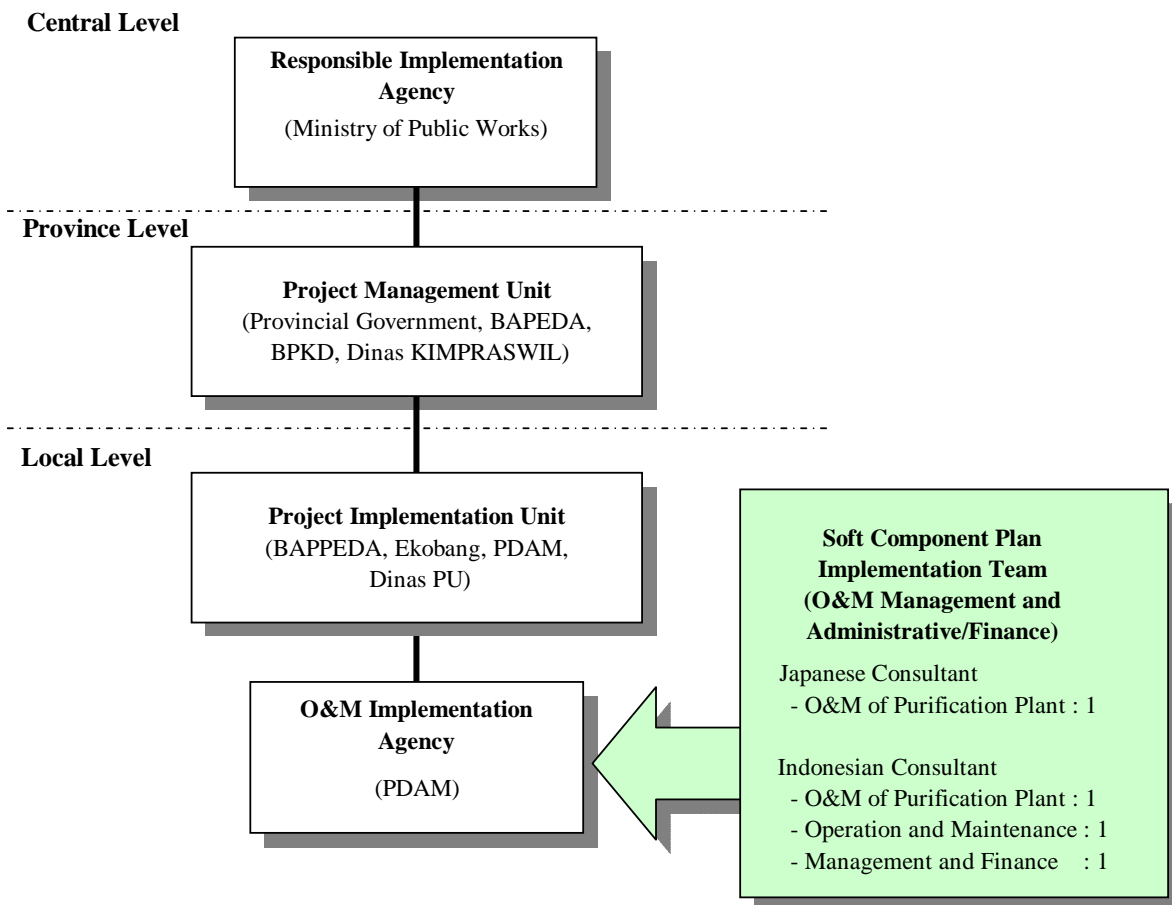 Central Level
Responsible Implementation
Agency
(Ministry of Public Works)
Province Level
Project Management Unit
(Provincial Government, BAPEDA,
BPKD, Dinas KIMPRASWIL)
Local Level
Project Implementation Unit
(BAPPEDA, Ekobang, PDAM,
Dinas PU)
O&M Implementation
Agency
(PDAM)
Soft Component Plan
Implementation Team
(O&M Management and
Administrative/Finance)
Japanese Consultant
- O&M of Purification Plant : 1
Indonesian Consultant
- O&M of Purification Plant : 1
- Operation and Maintenance : 1
- Management and Finance : 1